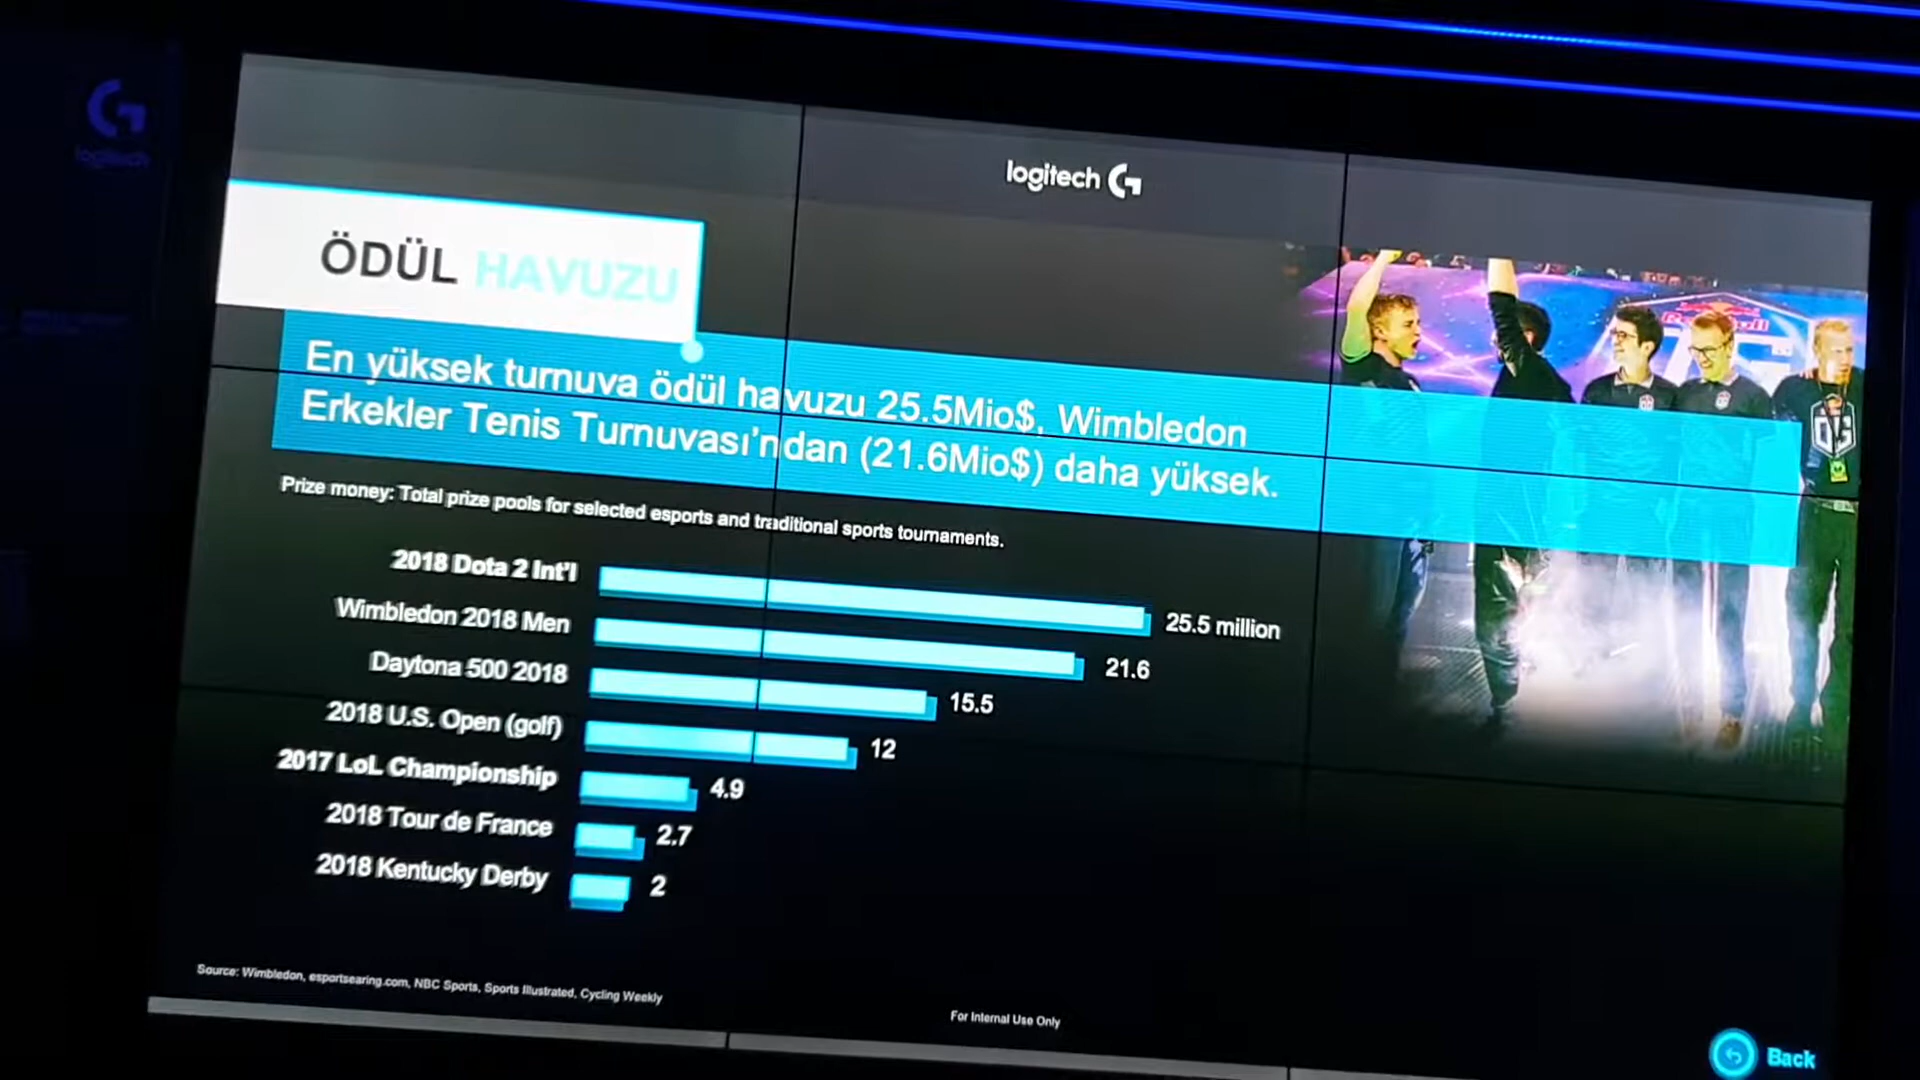 logitech
logitech G
ÖDÜL HAVUZU
En yüksek turnuva ödül havuzu 25.5Mio$, Wimbledon
Erkekler Tenis Turnuvası'ndan (21.6Mio$) daha yüksek.
Prize money: Total prize pools for selected esports and traditional sports tournaments.
2018 Dota 2 Int'l 25.5 million
Wimbledon 2018 Men 21.6
Daytona 500 2018 15.5
2018 U.S. Open (golf) 12
2017 LoL Championship 4.9
2018 Tour de France 2.7
2018 Kentucky Derby 2
Source: Wimbledon, esportsearing.com, NBC Sports, Sports Illustrated, Cycling Weekly
For Internal Use Only
Back
OG